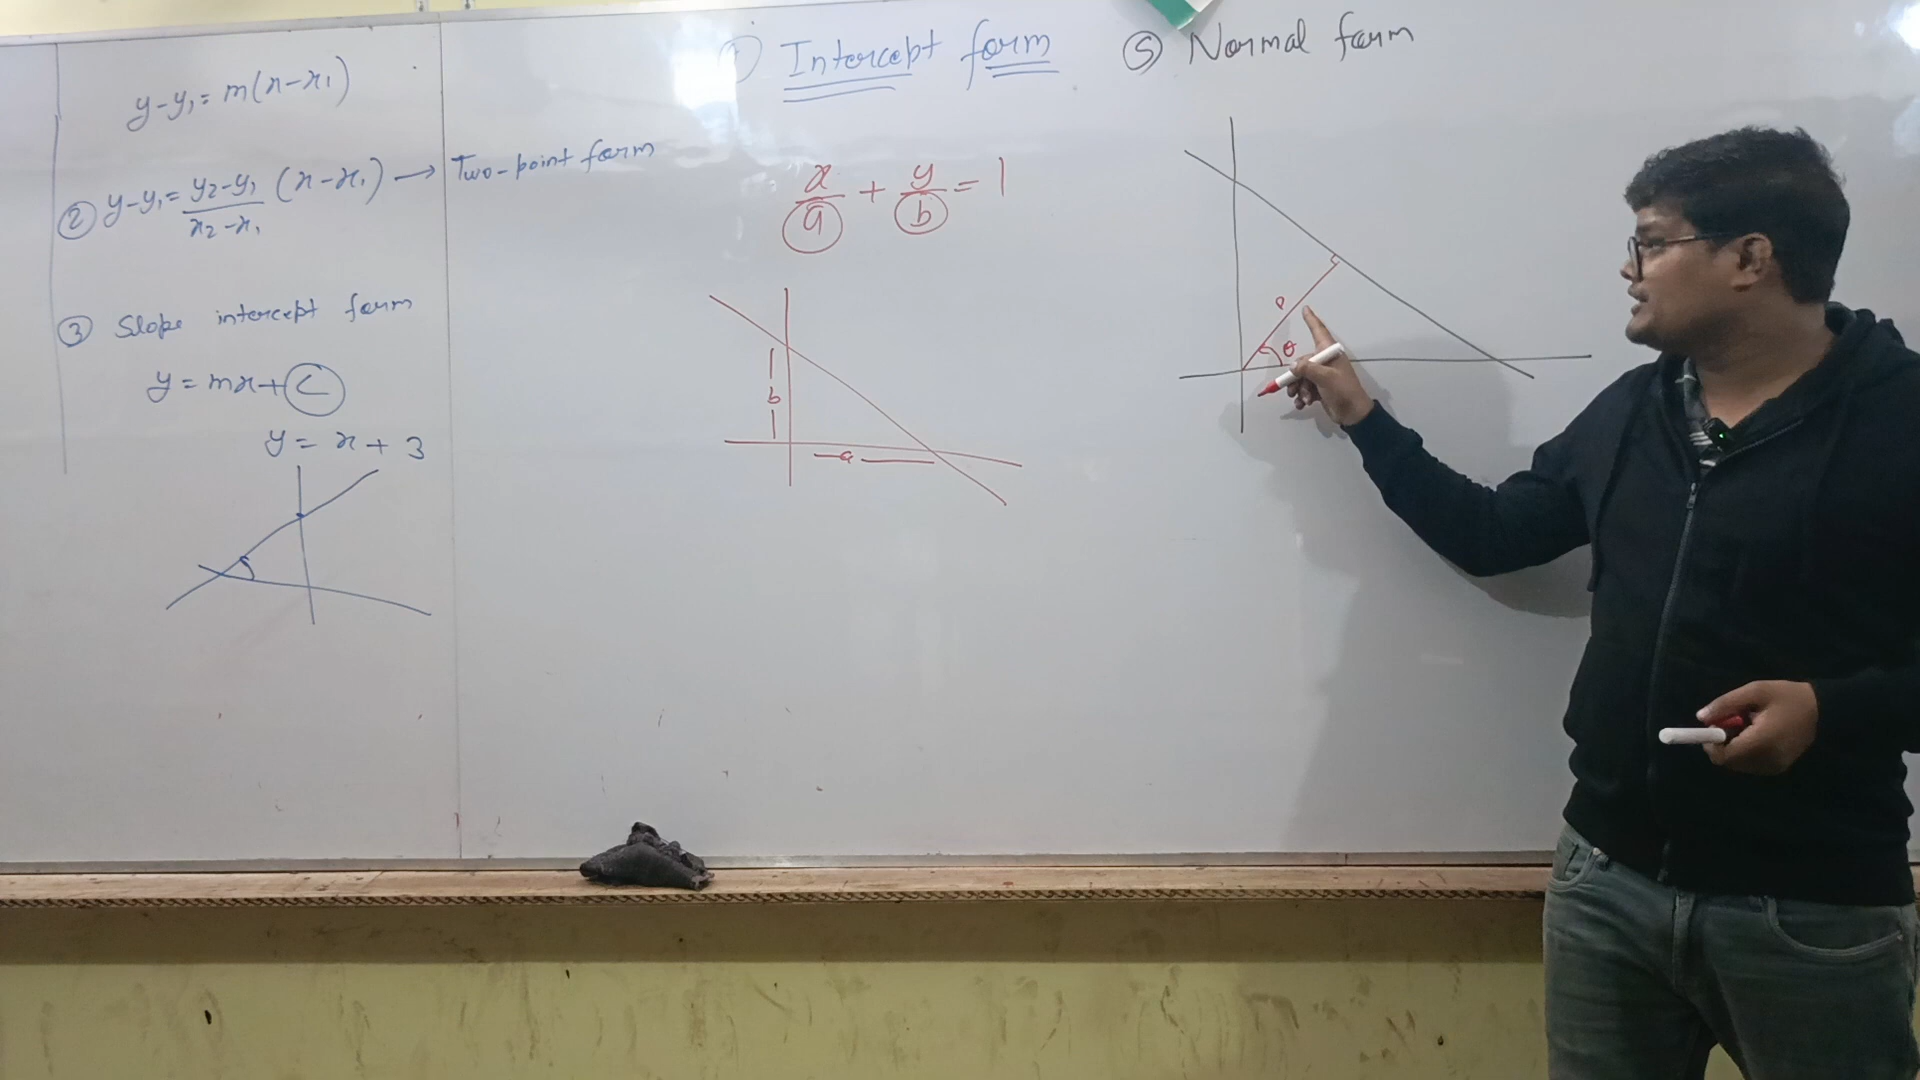 y-y₁ = m(x-x₁)
② y-y₁ = y₂-y₁/x₂-x₁ (x-x₁) → Two-point form
③ Slope intercept form
y = mx + c
y = x + 3
Intercept form
x/a + y/b = 1
b
a
⑤ Normal form
P
θ